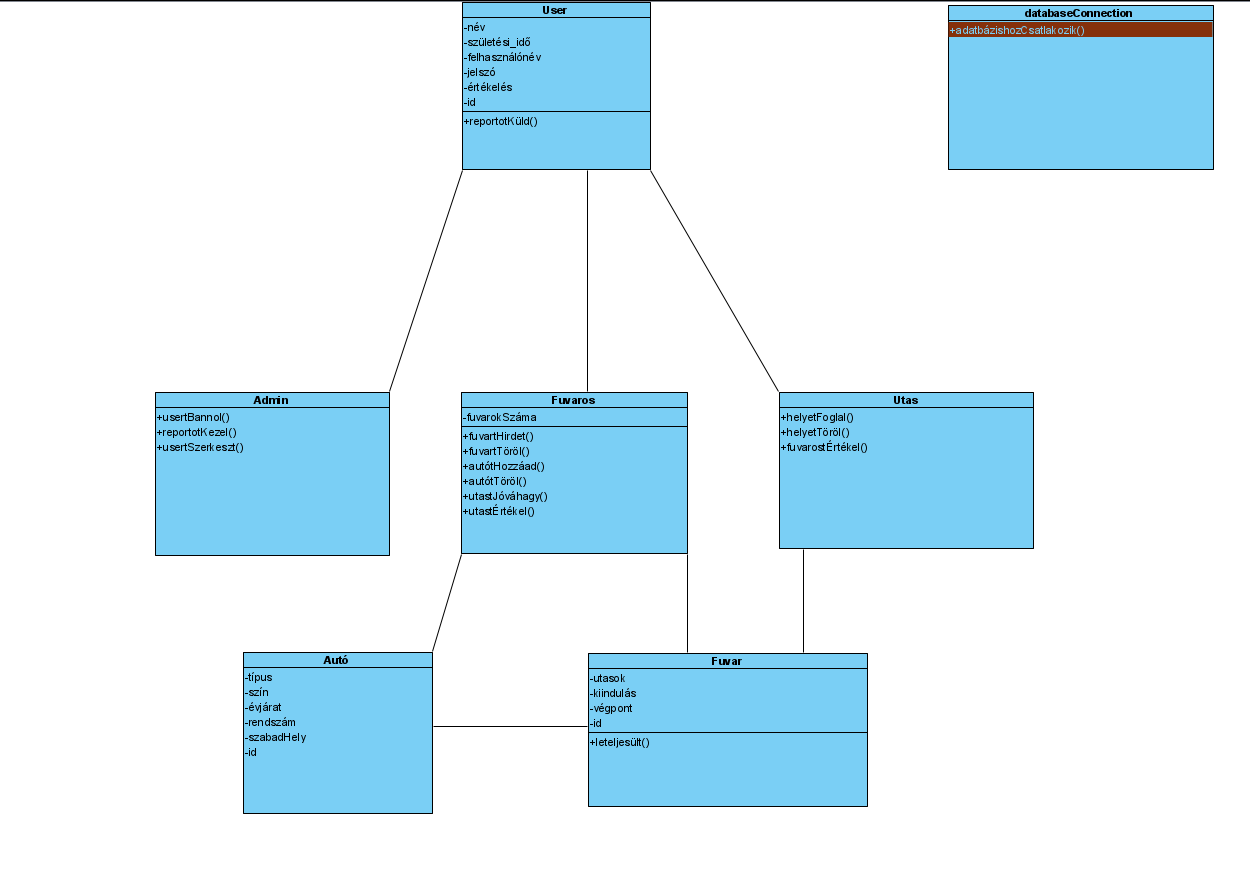 User
-név
-születési_idő
-felhasználónév
-jelszó
-értékelés
-id
+reportotKüld()
databaseConnection
+adatbázishozCsatlakozik()
Admin
+usertBannol()
+reportotKezel()
+usertSzerkeszt()
Fuvaros
-fuvarokSzáma
+fuvartHirdet()
+fuvartTöröl()
+autótHozzáad()
+autótTöröl()
+utastJóváhagy()
+utastÉrtékel()
Utas
+helyetFoglal()
+helyetTöröl()
+fuvarostÉrtékel()
Autó
-típus
-szín
-évjárat
-rendszám
-szabadHely
-id
Fuvar
-utasok
-kiindulás
-végpont
-id
+leteljesült()